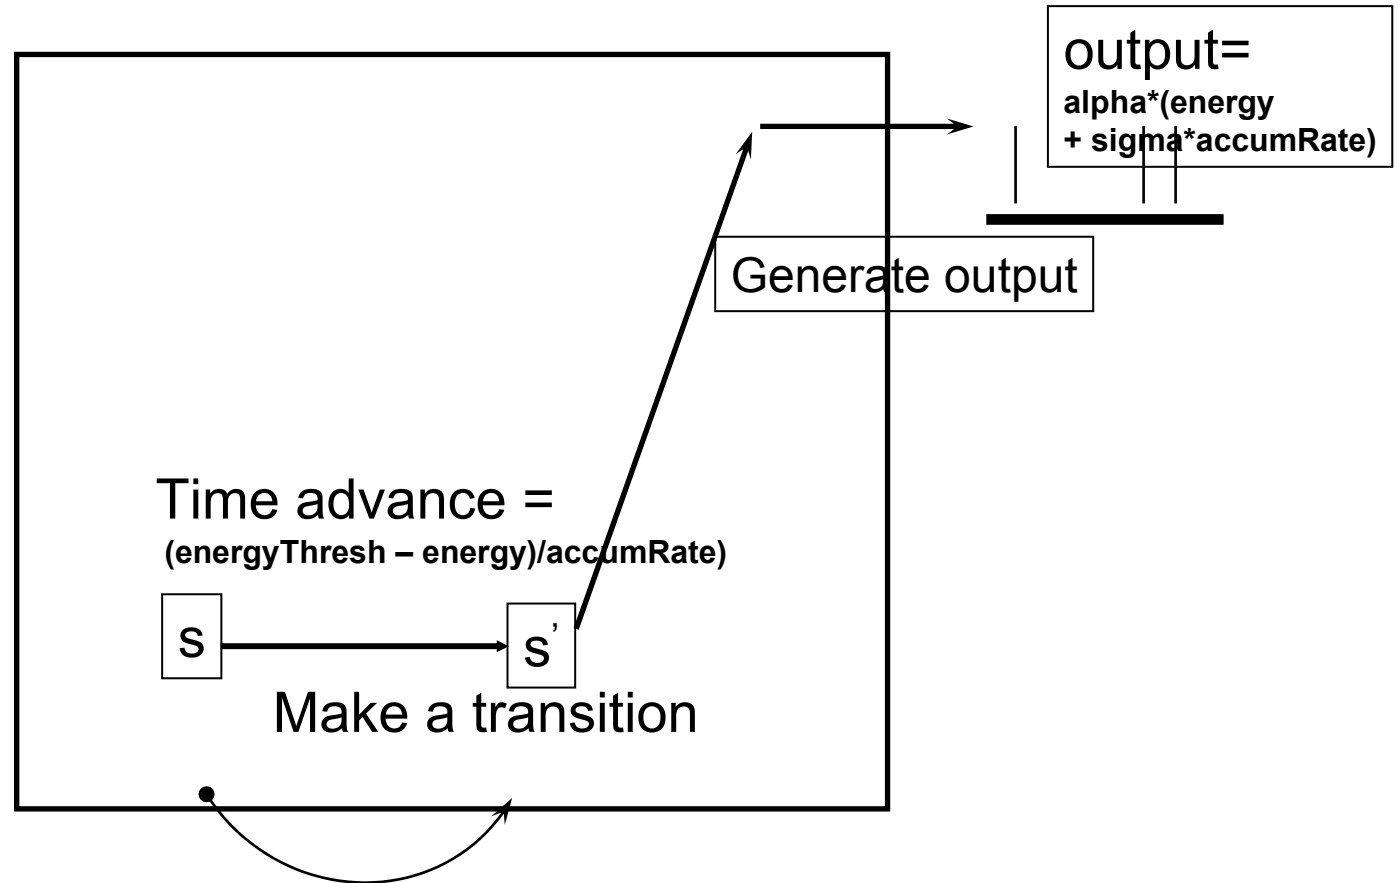 output=
alpha*(energy
+ sigma*accumRate)
Generate output
Time advance =
(energyThresh – energy)/accumRate)
s
s’
Make a transition